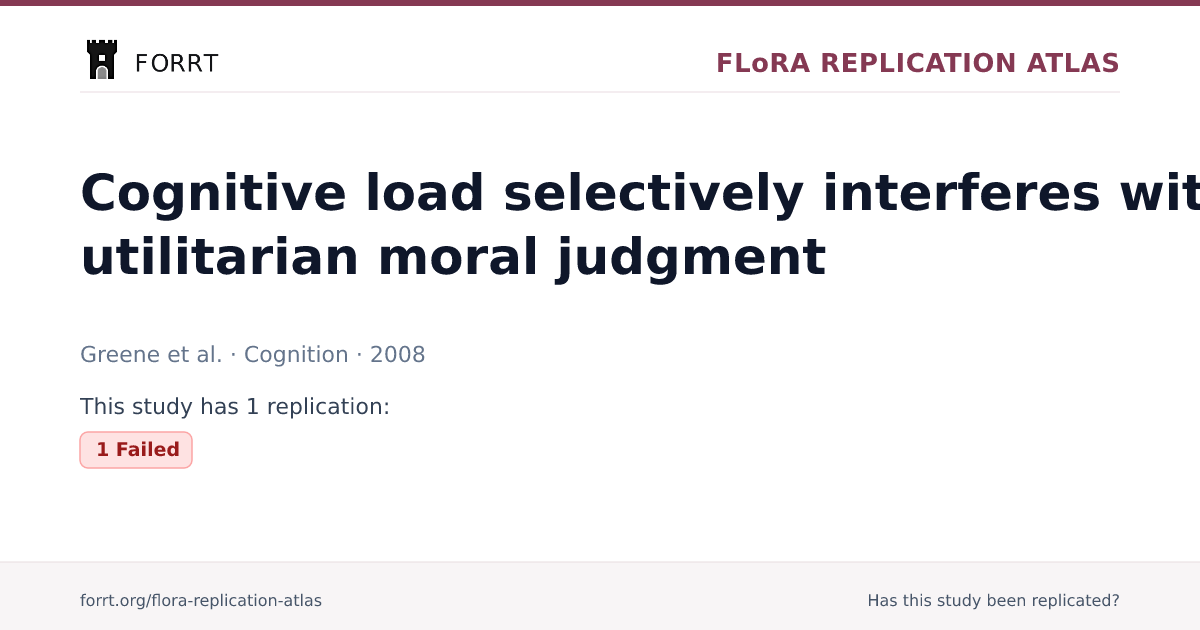 FORRT
FLoRA REPLICATION ATLAS
Cognitive load selectively interferes wit
utilitarian moral judgment
Greene et al. · Cognition · 2008
This study has 1 replication:
1 Failed
forrt.org/flora-replication-atlas
Has this study been replicated?